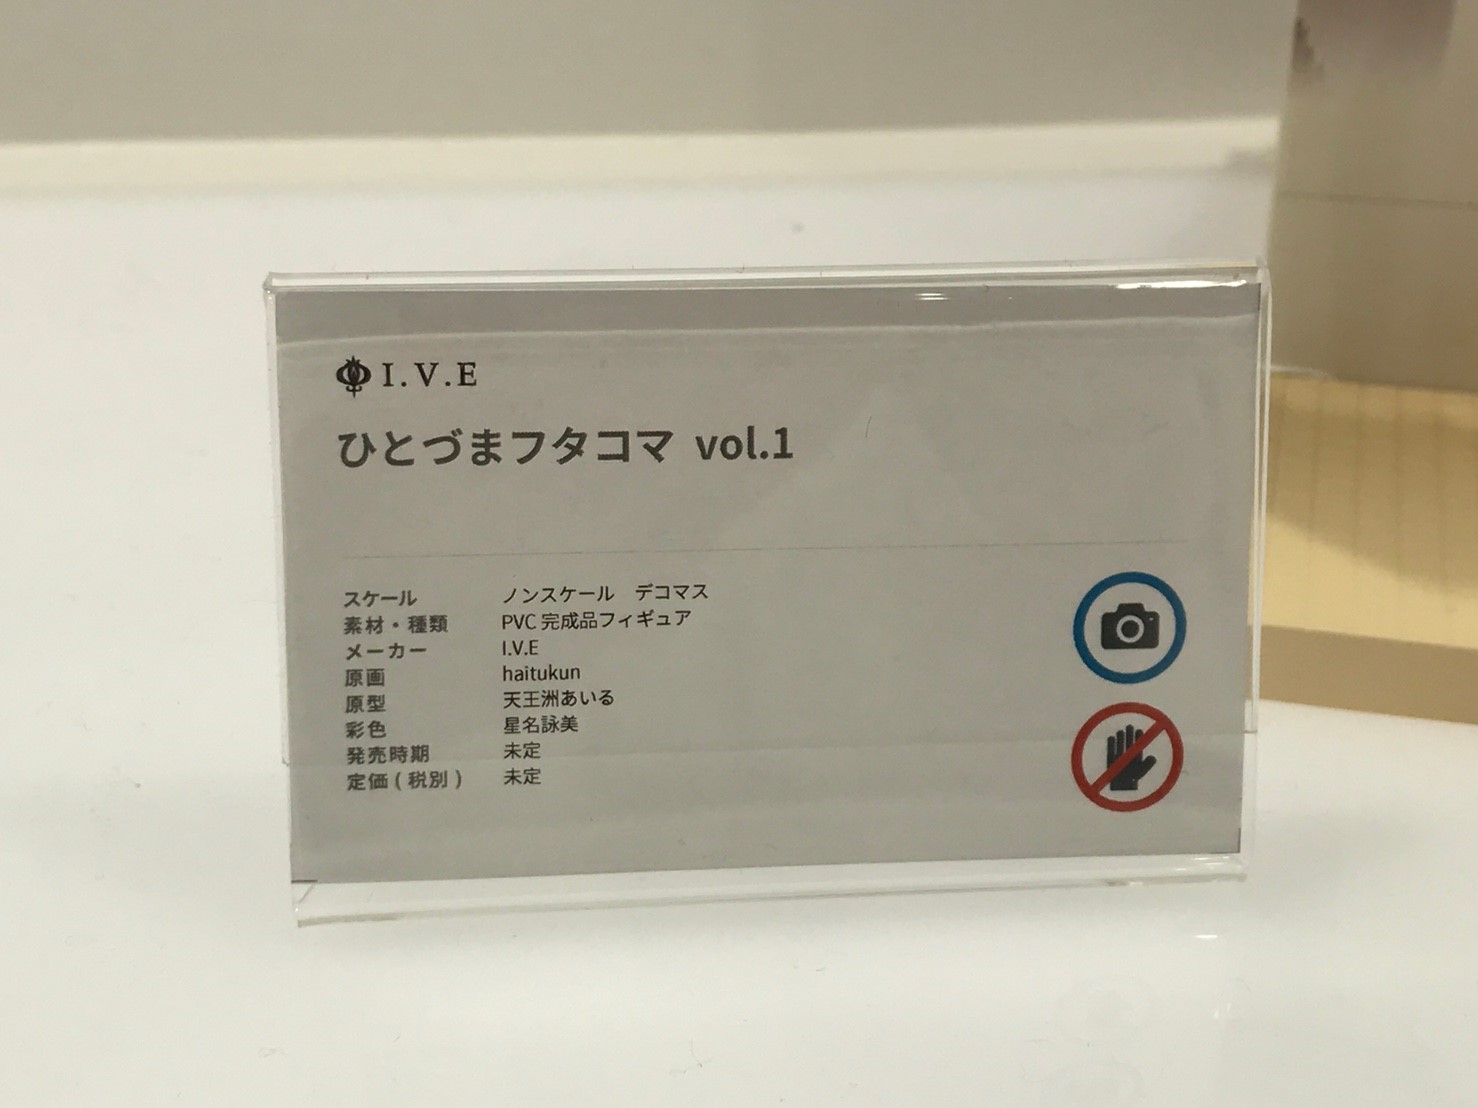 I.V.E
ひとづまフタコマ vol.1
スケール ノンスケール デコマス
素材・種類 PVC 完成品フィギュア
メーカー I.V.E
原画 haitukun
原型 天王洲あいる
彩色 星名詠美
発売時期 未定
定価 ( 税別 ) 未定